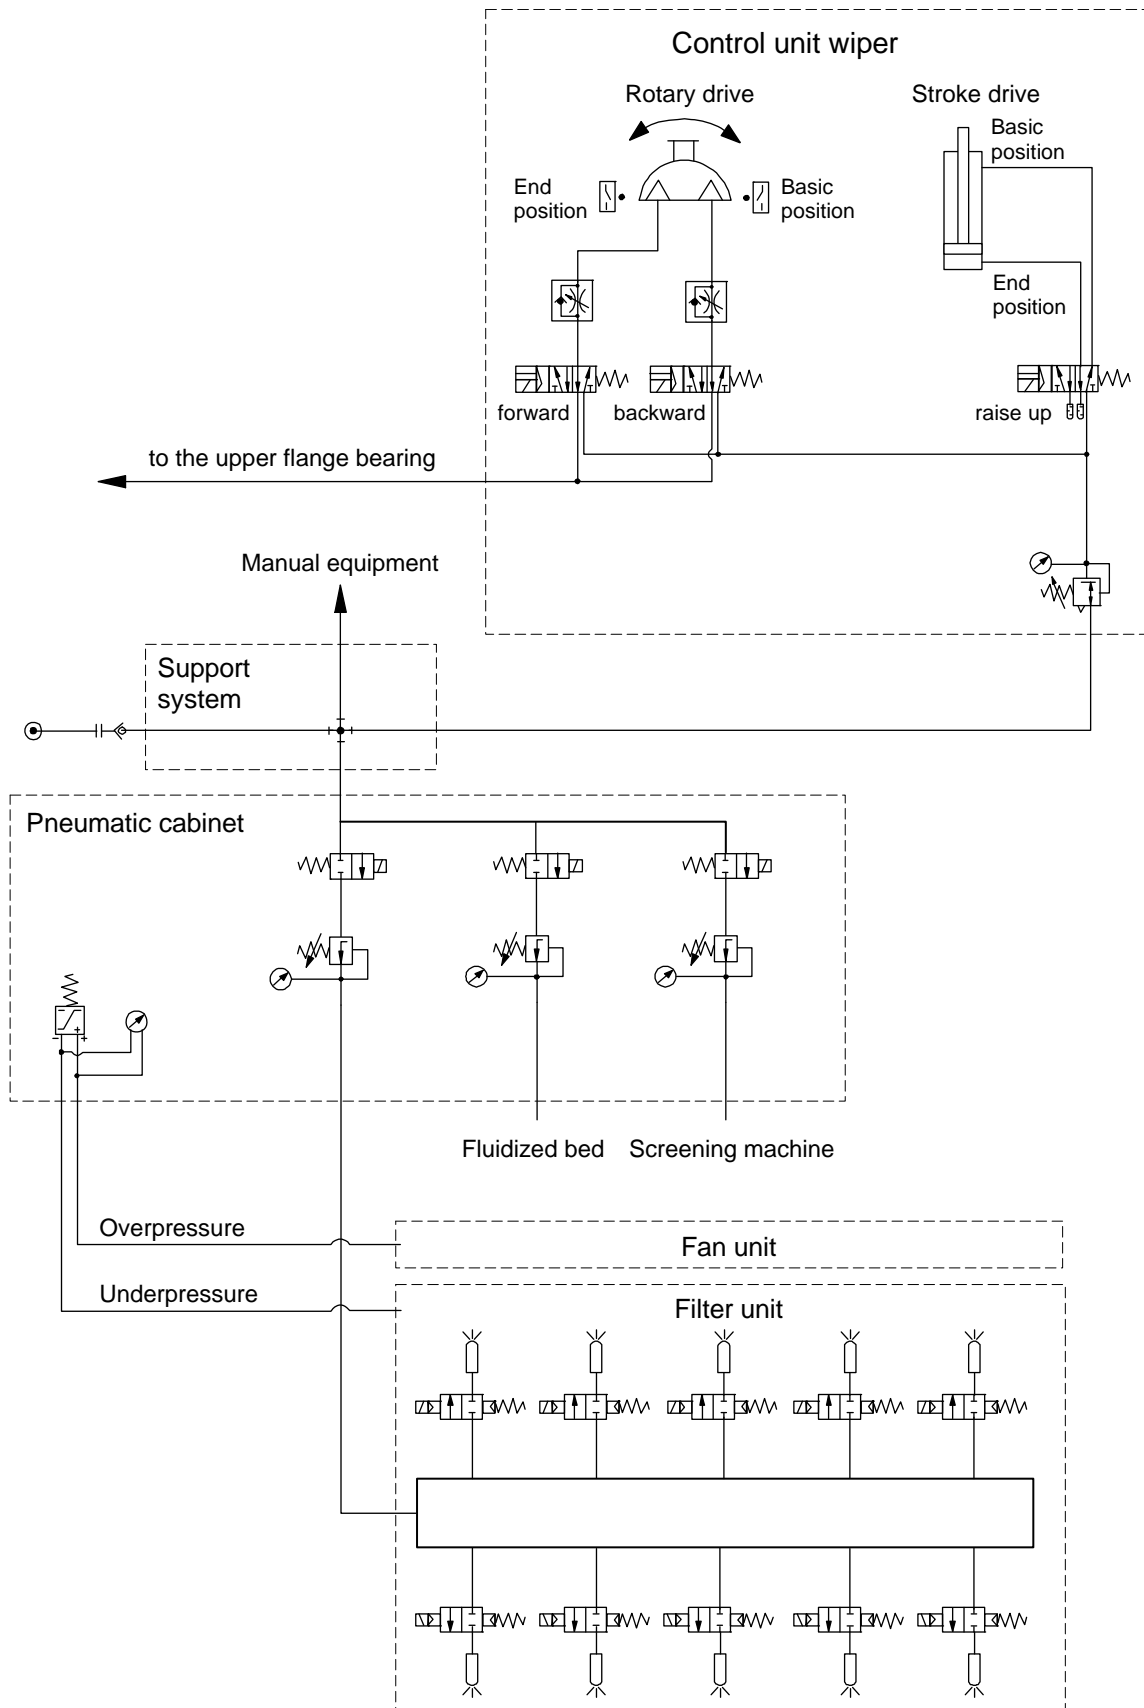 Control unit wiper
Rotary drive
Stroke drive
Basic
position
End
position
Basic
position
End
position
forward
backward
raise up
to the upper flange bearing
Manual equipment
Support
system
Pneumatic cabinet
- +
Fluidized bed
Screening machine
Overpressure
Fan unit
Underpressure
Filter unit